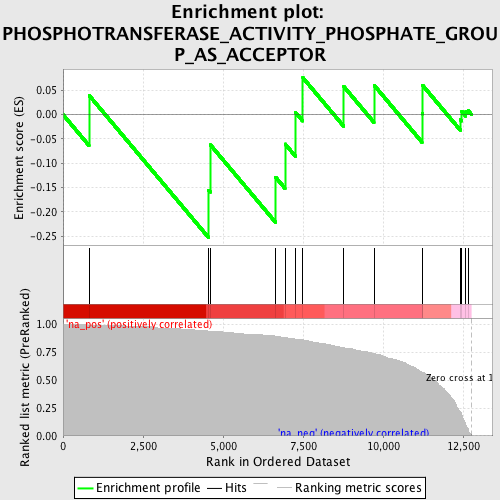 Enrichment plot:
PHOSPHOTRANSFERASE_ACTIVITY_PHOSPHATE_GROU
P_AS_ACCEPTOR
Enrichment score (ES)
0.05
0.00
-0.05
-0.10
-0.15
-0.20
-0.25
'na_pos' (positively correlated)
Ranked list metric (PreRanked)
1.00
0.75
0.50
0.25
0.00
Zero cross at 1
'na_neg' (negatively correlated)
0
2,500
5,000
7,500
10,000
12,500
Rank in Ordered Dataset
Enrichment profile
Hits
Ranking metric scores